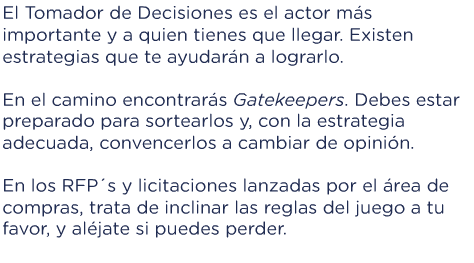 El Tomador de Decisiones es el actor más
importante y a quien tienes que llegar. Existen
estrategias que te ayudarán a lograrlo.
En el camino encontrarás Gatekeepers. Debes estar
preparado para sortearlos y, con la estrategia
adecuada, convencerlos a cambiar de opinión.
En los RFP´s y licitaciones lanzadas por el área de
compras, trata de inclinar las reglas del juego a tu
favor, y aléjate si puedes perder.